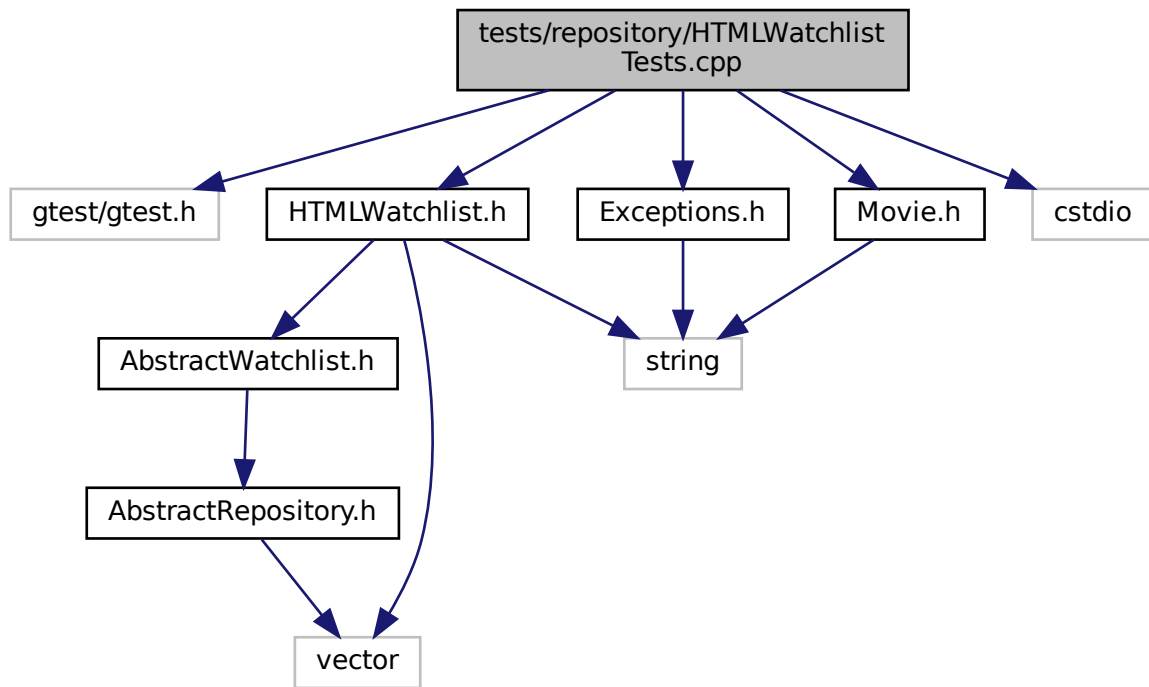 tests/repository/HTMLWatchlist
Tests.cpp
gtest/gtest.h
HTMLWatchlist.h
Exceptions.h
Movie.h
cstdio
AbstractWatchlist.h
string
AbstractRepository.h
vector